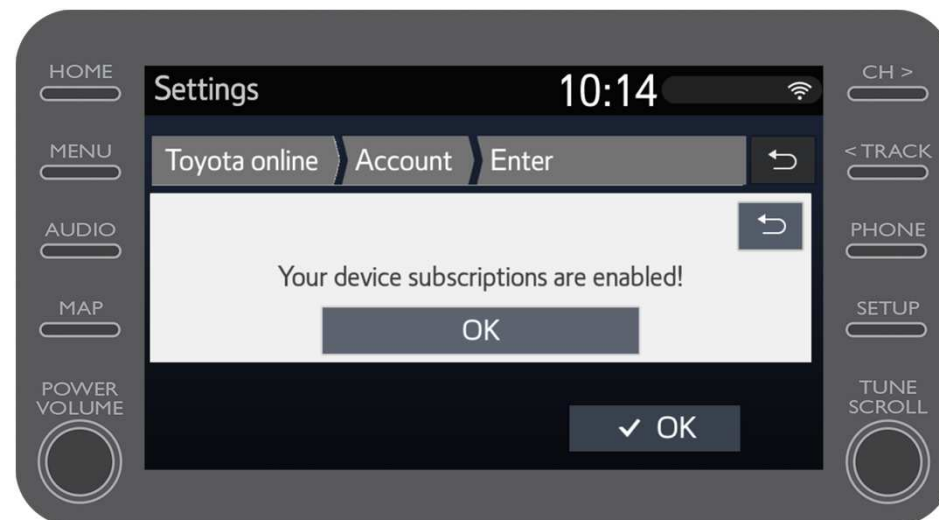 HOME
MENU
AUDIO
MAP
POWER
VOLUME
Settings 10:14
Toyota online Account Enter
Your device subscriptions are enabled!
OK
✓ OK
CH >
< TRACK
PHONE
SETUP
TUNE
SCROLL